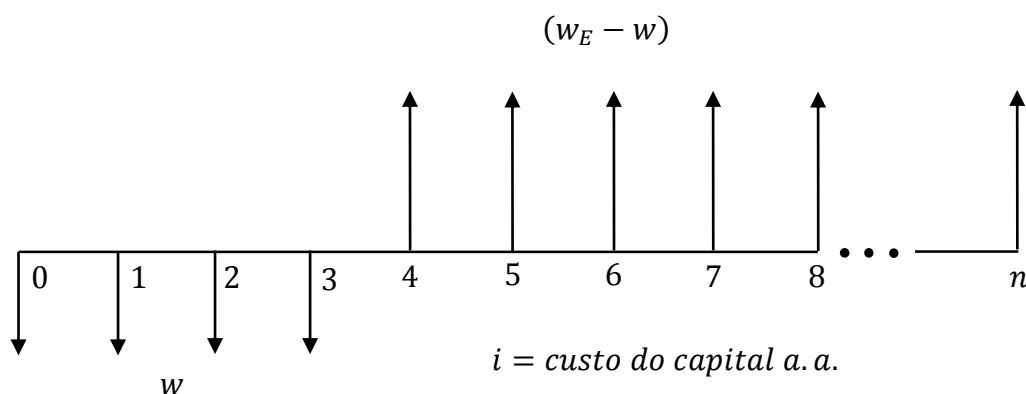 (w_E − w)
0 1 2 3 4 5 6 7 8 ••• n
w
i = custo do capital a. a.